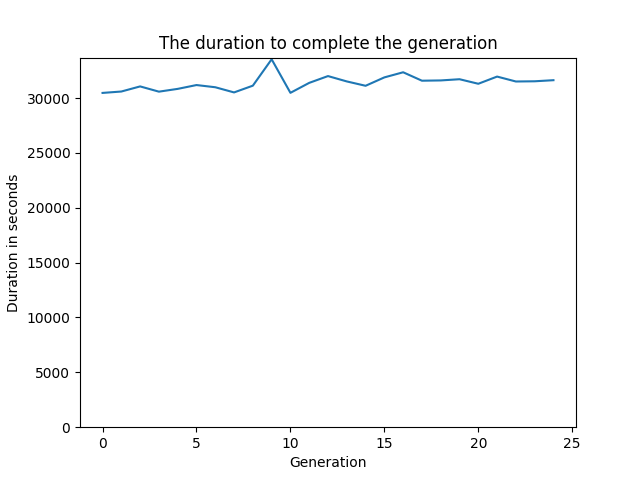 The duration to complete the generation
Duration in seconds
30000
25000
20000
15000
10000
5000
0
0 5 10 15 20 25
Generation